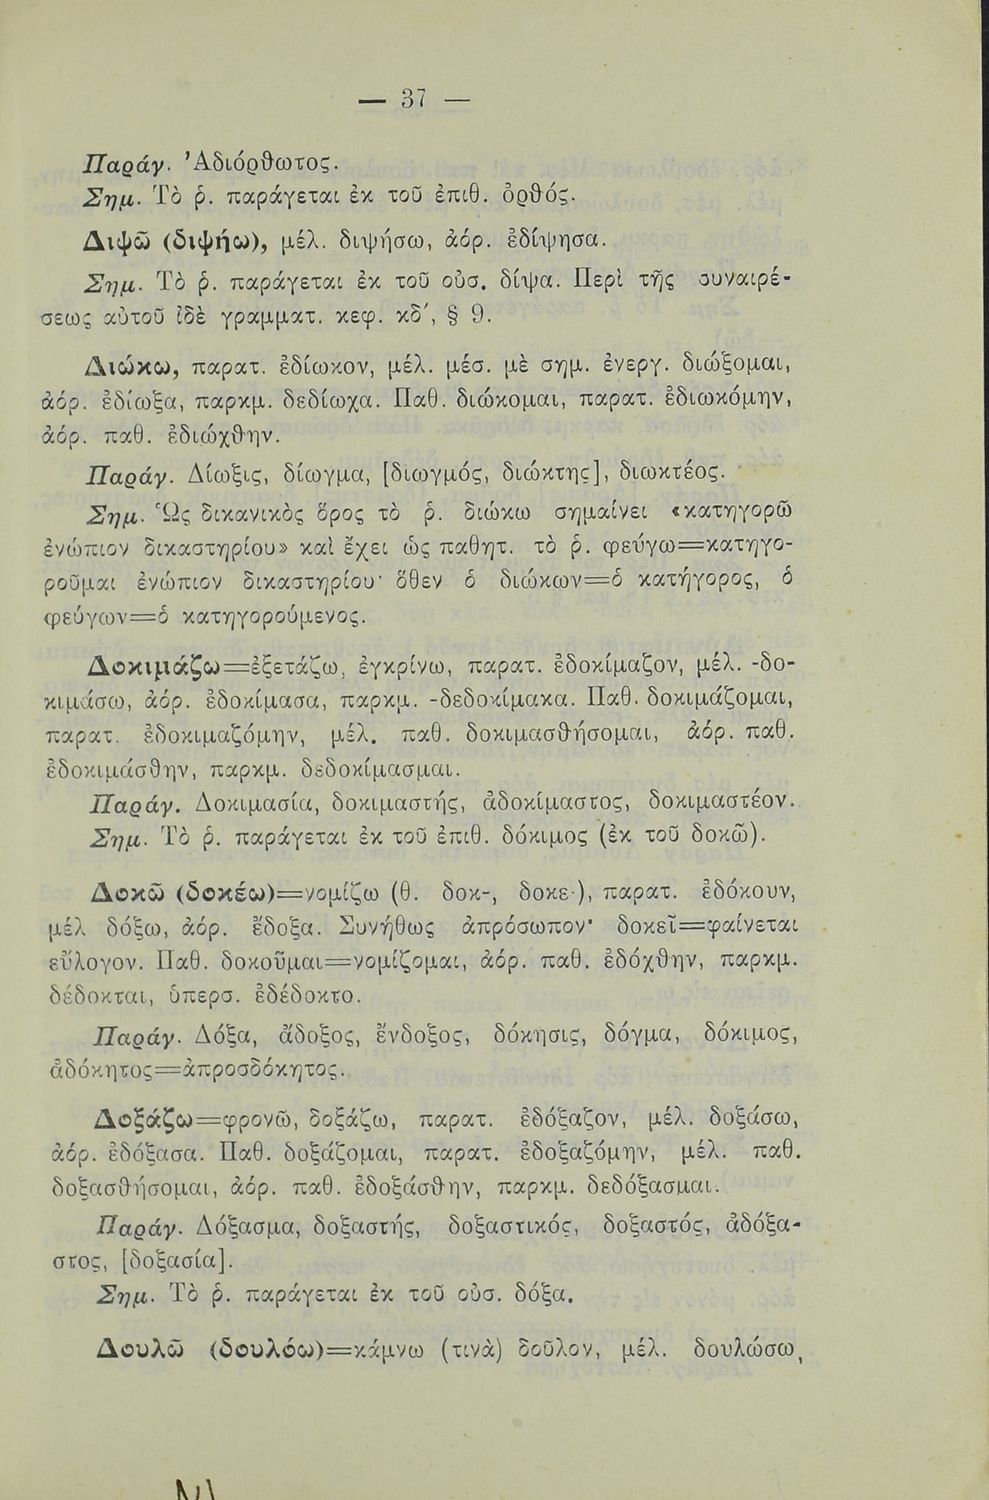 — 37 —
Παράγ. Ἀδιόρθωτος.
Σημ. Τὸ ῥ. παράγεται ἐκ τοῦ ἐπιθ. ὀρθός.
Διψῶ (διψήω), μέλ. διψήσω, ἀόρ. ἐδίψησα.
Σημ. Τὸ ῥ. παράγεται ἐκ τοῦ οὐσ. δίψα. Περὶ τῆς συναιρέ-
σεως αὐτοῦ ἰδὲ γραμματ. κεφ. κδ′, § 9.
Διώκω, παρατ. ἐδίωκον, μέλ. μέσ. μὲ σημ. ἐνεργ. διώξομαι,
ἀόρ. ἐδίωξα, παρκμ. δεδίωχα. Παθ. διώκομαι, παρατ. ἐδιωκόμην,
ἀόρ. παθ. ἐδιώχθην.
Παράγ. Δίωξις, δίωγμα, [διωγμός, διώκτης], διωκτέος.
Σημ. Ὡς δικανικὸς ὅρος τὸ ῥ. διώκω σημαίνει «κατηγορῶ
ἐνώπιον δικαστηρίου» καὶ ἔχει ὡς παθητ. τὸ ῥ. φεύγω=κατηγο-
ροῦμαι ἐνώπιον δικαστηρίου· ὅθεν ὁ διώκων=ὁ κατήγορος, ὁ
φεύγων=ὁ κατηγορούμενος.
Δοκιμάζω=ἐξετάζω, ἐγκρίνω, παρατ. ἐδοκίμαζον, μέλ. -δο-
κιμάσω, ἀόρ. ἐδοκίμασα, παρκμ. -δεδοκίμακα. Παθ. δοκιμάζομαι,
παρατ. ἐδοκιμαζόμην, μέλ. παθ. δοκιμασθήσομαι, ἀόρ. παθ.
ἐδοκιμάσθην, παρκμ. δεδοκίμασμαι.
Παράγ. Δοκιμασία, δοκιμαστής, ἀδοκίμαστος, δοκιμαστέον.
Σημ. Τὸ ῥ. παράγεται ἐκ τοῦ ἐπιθ. δόκιμος (ἐκ τοῦ δοκῶ).
Δοκῶ (δοκέω)=νομίζω (θ. δοκ-, δοκε-), παρατ. ἐδόκουν,
μέλ δόξω, ἀόρ. ἔδοξα. Συνήθως ἀπρόσωπον· δοκεῖ=φαίνεται
εὔλογον. Παθ. δοκοῦμαι=νομίζομαι, ἀόρ. παθ. ἐδόχθην, παρκμ.
δέδοκται, ὑπερσ. ἐδέδοκτο.
Παράγ. Δόξα, ἄδοξος, ἔνδοξος, δόκησις, δόγμα, δόκιμος,
ἀδόκητος=ἀπροσδόκητος.
Δοξάζω=φρονῶ, δοξάζω, παρατ. ἐδόξαζον, μέλ. δοξάσω,
ἀόρ. ἐδόξασα. Παθ. δοξάζομαι, παρατ. ἐδοξαζόμην, μέλ. παθ.
δοξασθήσομαι, ἀόρ. παθ. ἐδοξάσθην, παρκμ. δεδόξασμαι.
Παράγ. Δόξασμα, δοξαστής, δοξαστικός, δοξαστός, ἀδόξα-
στος, [δοξασία].
Σημ. Τὸ ῥ. παράγεται ἐκ τοῦ οὐσ. δόξα.
Δουλῶ (δουλόω)=κάμνω (τινὰ) δοῦλον, μέλ. δουλώσω,